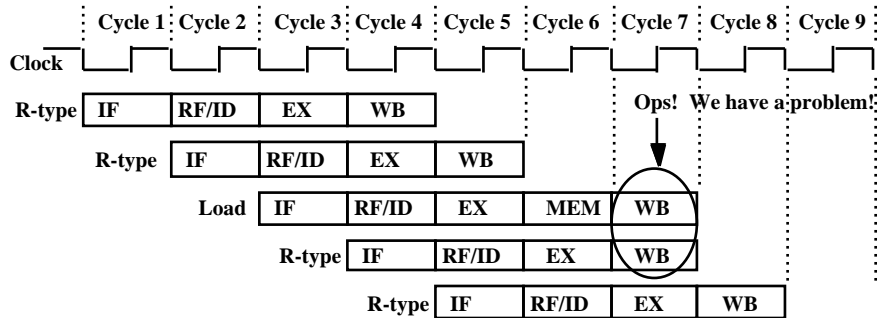 Cycle 1 Cycle 2 Cycle 3 Cycle 4 Cycle 5 Cycle 6 Cycle 7 Cycle 8 Cycle 9
Clock
Ops! We have a problem!
R-type IF RF/ID EX WB
R-type IF RF/ID EX WB
Load IF RF/ID EX MEM WB
R-type IF RF/ID EX WB
R-type IF RF/ID EX WB